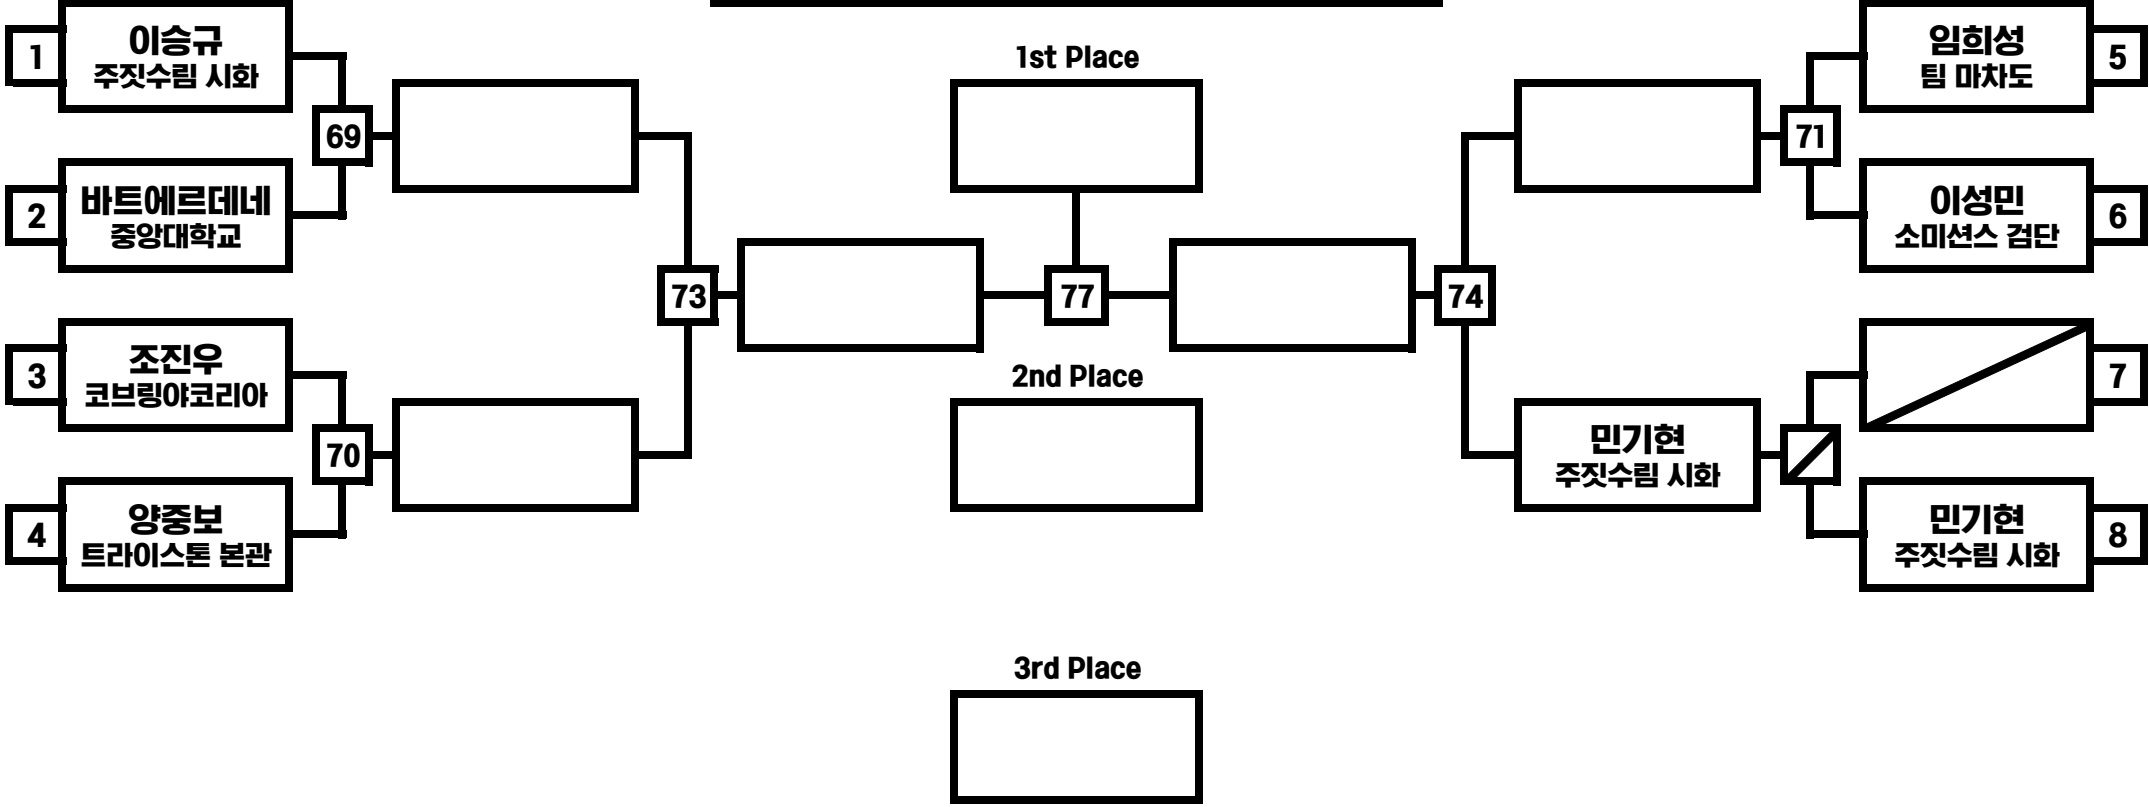 1
이승규
주짓수림 시화
2
바트에르데네
중앙대학교
69
3
조진우
코브링야코리아
4
양중보
트라이스톤 본관
70
73
1st Place
77
2nd Place
3rd Place
74
71
민기현
주짓수림 시화
임희성
팀 마차도
5
이성민
소미션스 검단
6
7
민기현
주짓수림 시화
8